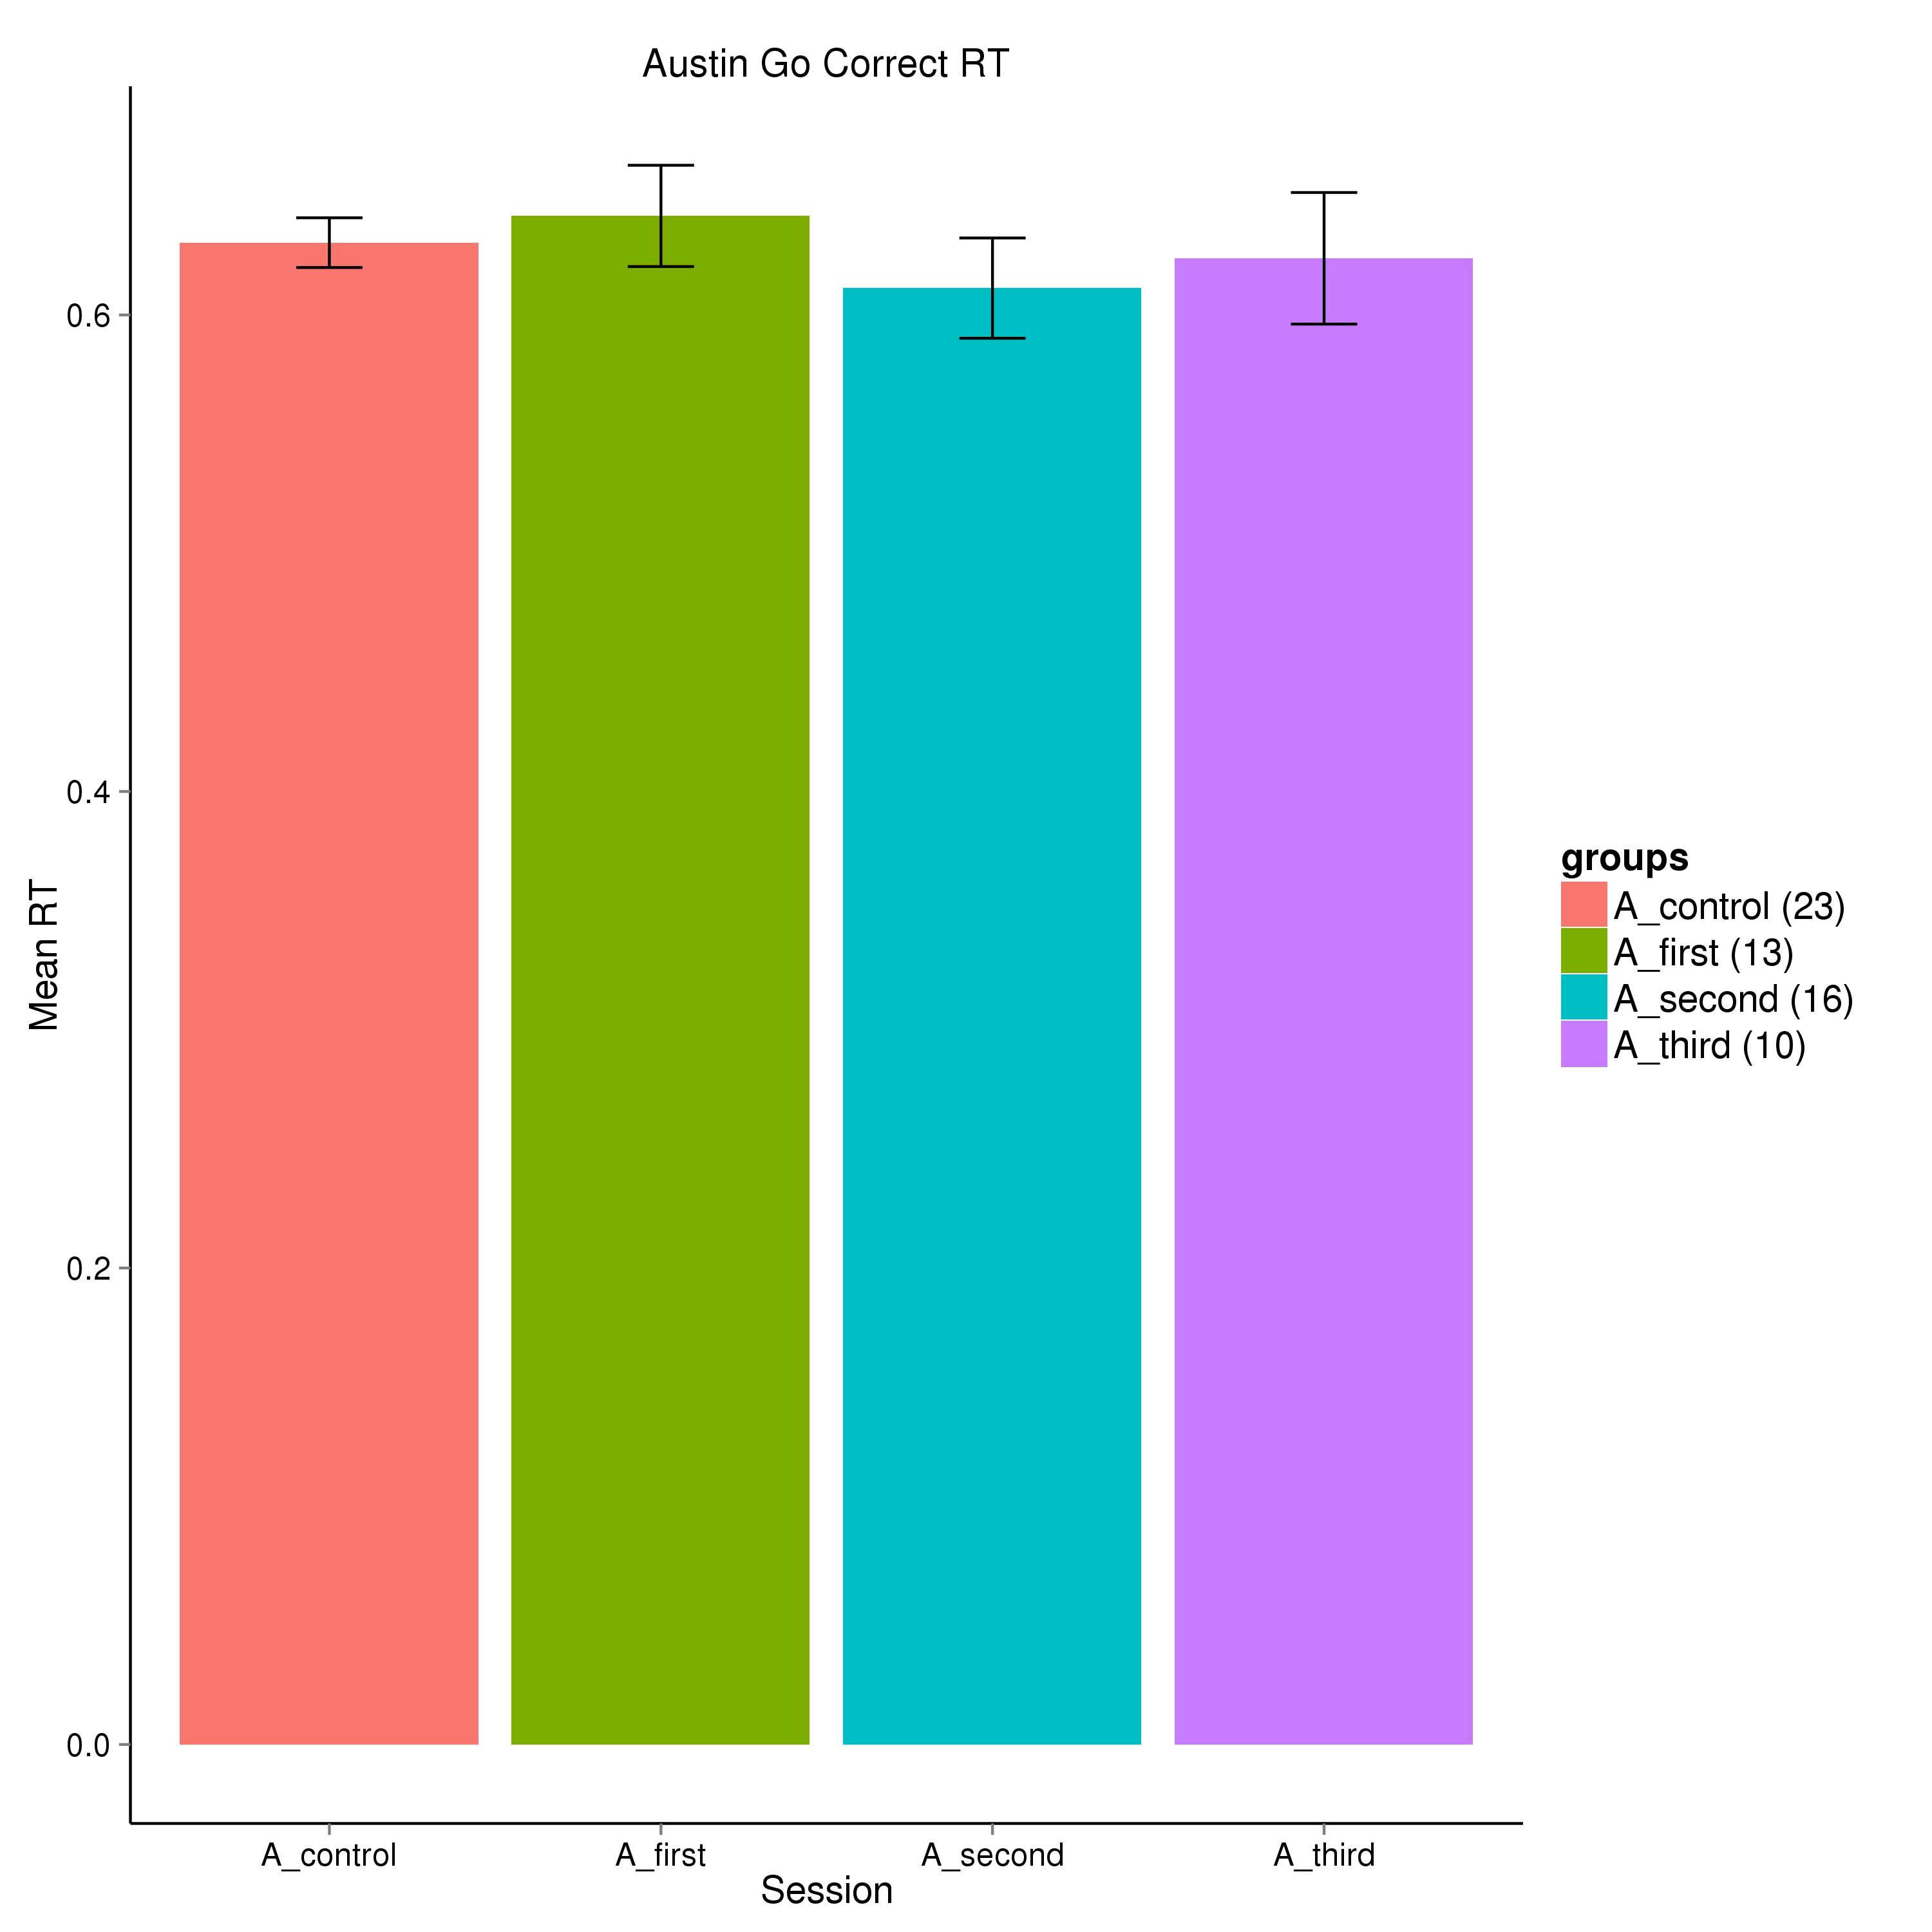 Austin Go Correct RT
Mean RT
0.6
0.4
0.2
0.0
A_control
A_first
A_second
A_third
Session
groups
A_control (23)
A_first (13)
A_second (16)
A_third (10)